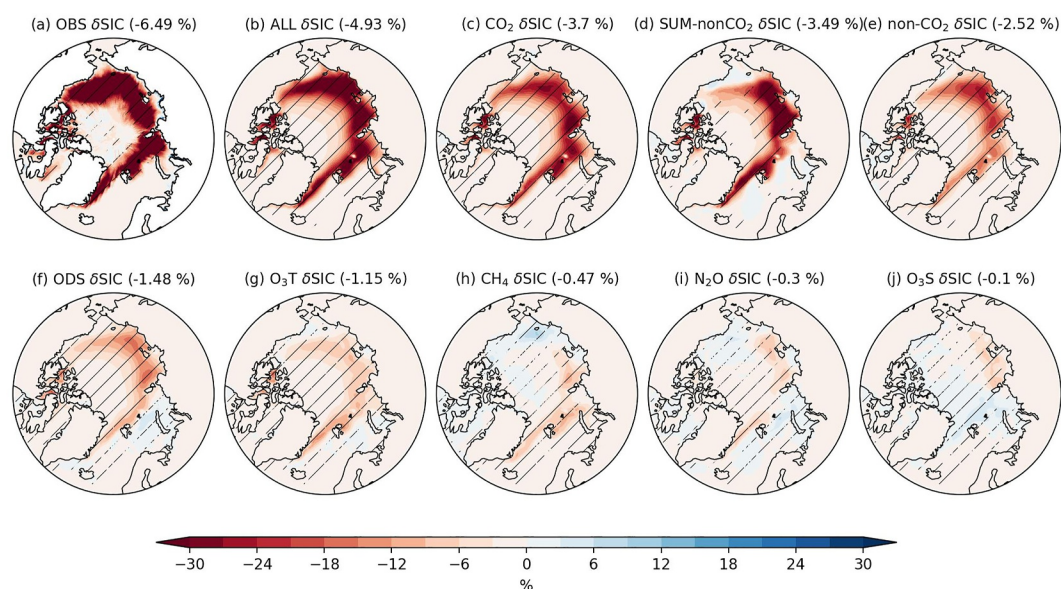 (a) OBS δSIC (-6.49 %)
(b) ALL δSIC (-4.93 %)
(c) CO₂ δSIC (-3.7 %)
(d) SUM-nonCO₂ δSIC (-3.49 %)
(e) non-CO₂ δSIC (-2.52 %)
(f) ODS δSIC (-1.48 %)
(g) O₃T δSIC (-1.15 %)
(h) CH₄ δSIC (-0.47 %)
(i) N₂O δSIC (-0.3 %)
(j) O₃S δSIC (-0.1 %)
−30 −24 −18 −12 −6 0 6 12 18 24 30
%